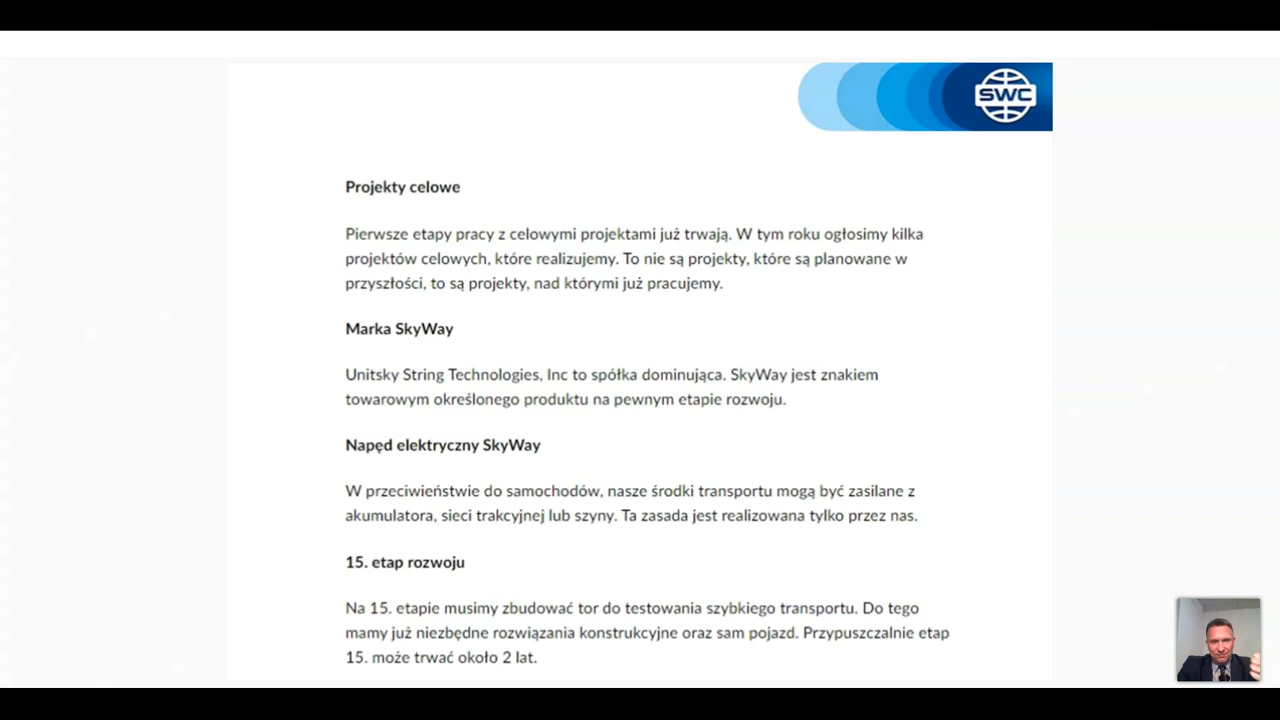 SWC
Projekty celowe
Pierwsze etapy pracy z celowymi projektami już trwają. W tym roku ogłosimy kilka
projektów celowych, które realizujemy. To nie są projekty, które są planowane w
przyszłości, to są projekty, nad którymi już pracujemy.
Marka SkyWay
Unitsky String Technologies, Inc to spółka dominująca. SkyWay jest znakiem
towarowym określonego produktu na pewnym etapie rozwoju.
Napęd elektryczny SkyWay
W przeciwieństwie do samochodów, nasze środki transportu mogą być zasilane z
akumulatora, sieci trakcyjnej lub szyny. Ta zasada jest realizowana tylko przez nas.
15. etap rozwoju
Na 15. etapie musimy zbudować tor do testowania szybkiego transportu. Do tego
mamy już niezbędne rozwiązania konstrukcyjne oraz sam pojazd. Przypuszczalnie etap
15. może trwać około 2 lat.